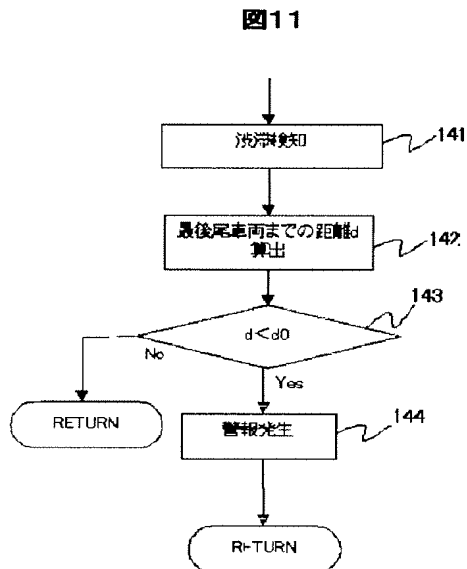 図11
渋滞検知
141
最後尾車両までの距離d
算出
142
143
d<d0
No
Yes
RETURN
警報発生
144
RETURN